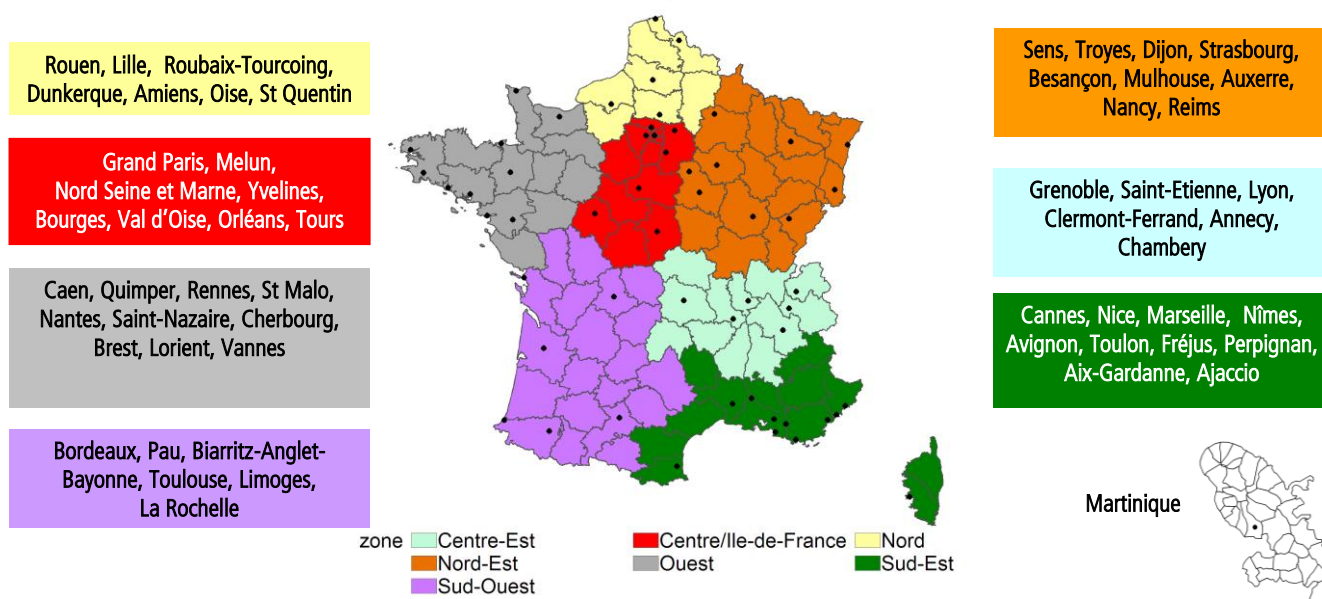 Rouen, Lille, Roubaix-Tourcoing,
Dunkerque, Amiens, Oise, St Quentin
Grand Paris, Melun,
Nord Seine et Marne, Yvelines,
Bourges, Val d'Oise, Orléans, Tours
Caen, Quimper, Rennes, St Malo,
Nantes, Saint-Nazaire, Cherbourg,
Brest, Lorient, Vannes
Bordeaux, Pau, Biarritz-Anglet-
Bayonne, Toulouse, Limoges,
La Rochelle
Sens, Troyes, Dijon, Strasbourg,
Besançon, Mulhouse, Auxerre,
Nancy, Reims
Grenoble, Saint-Etienne, Lyon,
Clermont-Ferrand, Annecy,
Chambery
Cannes, Nice, Marseille, Nîmes,
Avignon, Toulon, Fréjus, Perpignan,
Aix-Gardanne, Ajaccio
Martinique
zone Centre-Est Centre/Ile-de-France Nord
Nord-Est Ouest Sud-Est
Sud-Ouest